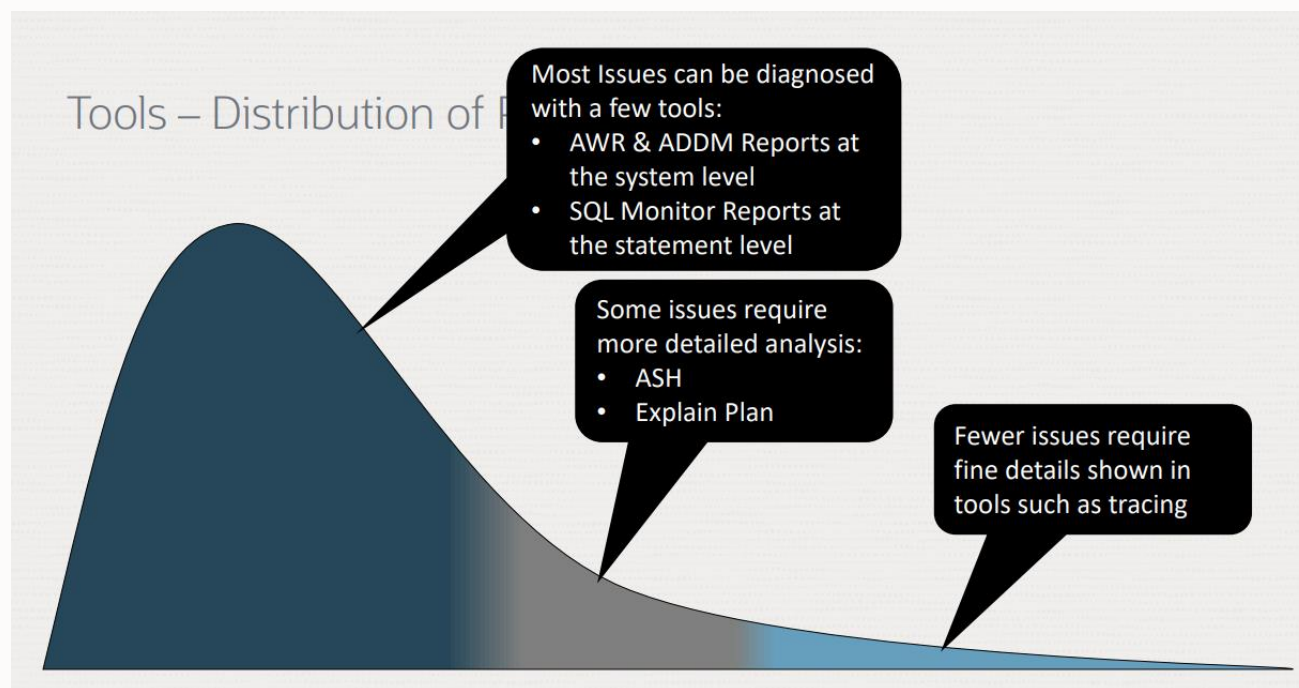 Tools – Distribution of
Most Issues can be diagnosed
with a few tools:
• AWR & ADDM Reports at
the system level
• SQL Monitor Reports at
the statement level
Some issues require
more detailed analysis:
• ASH
• Explain Plan
Fewer issues require
fine details shown in
tools such as tracing